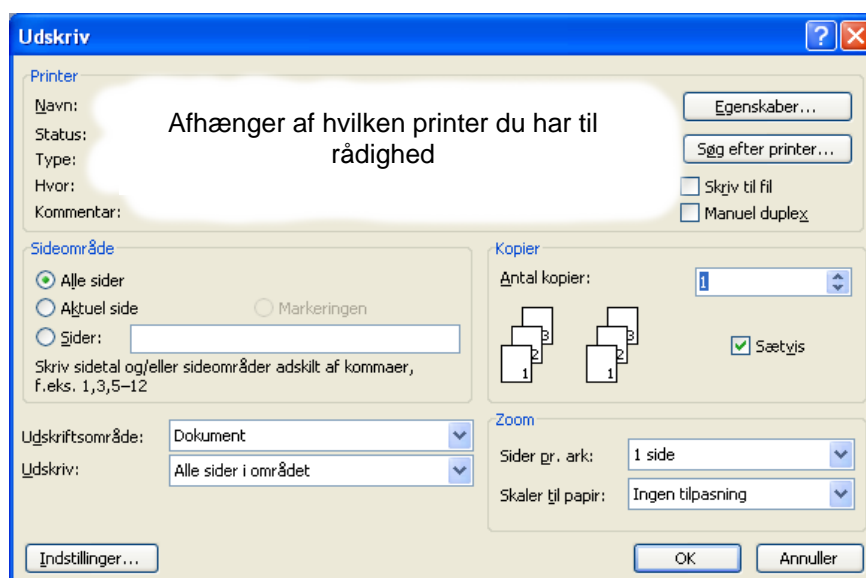 Udskriv
Printer
Navn:
Status:
Type:
Hvor:
Kommentar:
Afhænger af hvilken printer du har til
rådighed
Egenskaber...
Søg efter printer...
Skriv til fil
Manuel duplex
Sideområde
Alle sider
Aktuel side
Markeringen
Sider:
Skriv sidetal og/eller sideområder adskilt af kommaer,
f.eks. 1,3,5–12
Kopier
Antal kopier: 1
1 2 3
1 2 3
Sætvis
Udskriftsområde: Dokument
Udskriv: Alle sider i området
Zoom
Sider pr. ark: 1 side
Skaler til papir: Ingen tilpasning
Indstillinger...
OK
Annuller